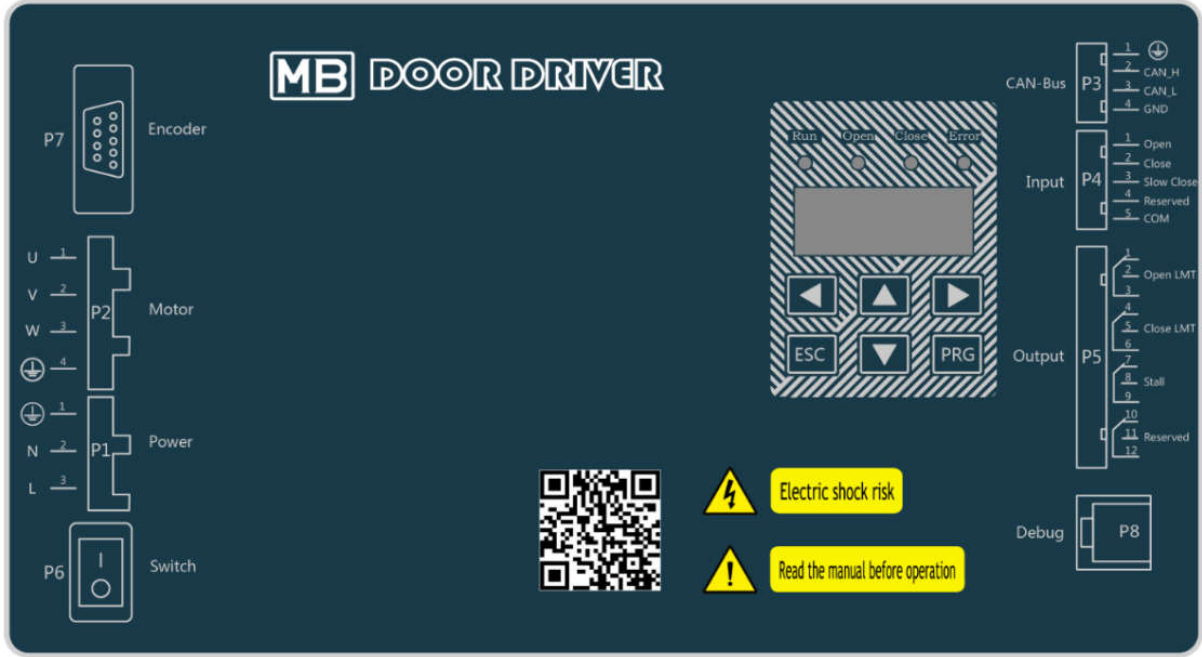 MB DOOR DRIVER
P7
Encoder
U 1
V 2
W 3
4
P2
Motor
1
N 2
L 3
P1
Power
P6
I
O
Switch
Run Open Close Error
ESC
PRG
Electric shock risk
!
Read the manual before operation
CAN-Bus
P3
1
2 CAN_H
3 CAN_L
4 GND
Input
P4
1 Open
2 Close
3 Slow Close
4 Reserved
5 COM
Output
P5
1
2 Open LMT
3
4
5 Close LMT
6
7
8 Stall
9
10
11 Reserved
12
Debug
P8